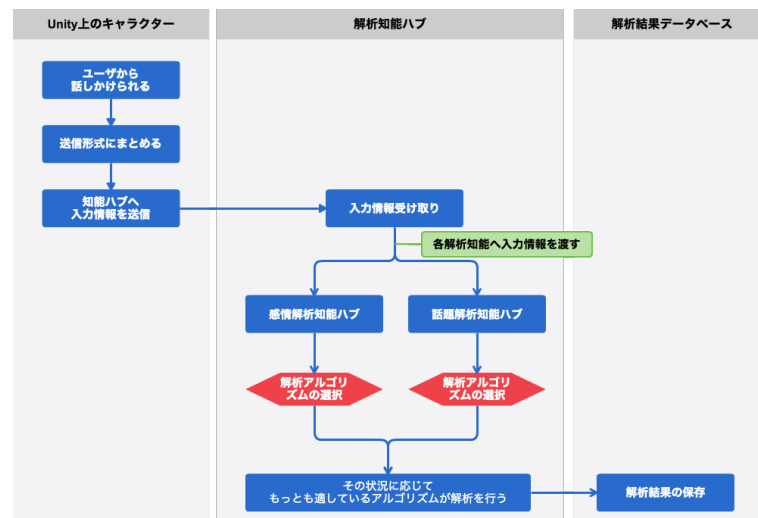 Unity上のキャラクター
解析知能ハブ
解析結果データベース
ユーザから
話しかけられる
送信形式にまとめる
知能ハブへ
入力情報を送信
入力情報受け取り
各解析知能へ入力情報を渡す
感情解析知能ハブ
話題解析知能ハブ
解析アルゴリ
ズムの選択
解析アルゴリ
ズムの選択
その状況に応じて
もっとも適しているアルゴリズムが解析を行う
解析結果の保存